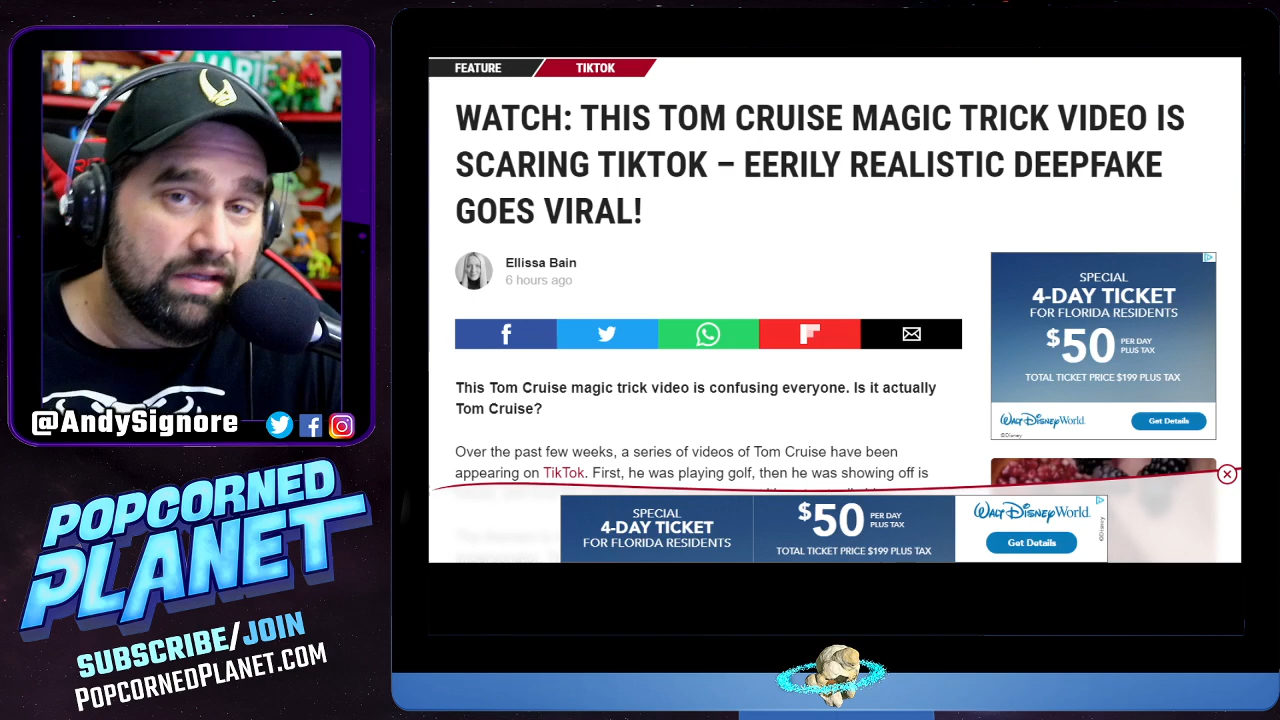 FEATURE
TIKTOK
WATCH: THIS TOM CRUISE MAGIC TRICK VIDEO IS
SCARING TIKTOK – EERILY REALISTIC DEEPFAKE
GOES VIRAL!
Ellissa Bain
6 hours ago
This Tom Cruise magic trick video is confusing everyone. Is it actually
Tom Cruise?
Over the past few weeks, a series of videos of Tom Cruise have been
appearing on TikTok. First, he was playing golf, then he was showing off is
SPECIAL
4-DAY TICKET
FOR FLORIDA RESIDENTS
$50 PER DAY
PLUS TAX
TOTAL TICKET PRICE $199 PLUS TAX
Walt Disney World.
Get Details
©Disney
SPECIAL
4-DAY TICKET
FOR FLORIDA RESIDENTS
$50 PER DAY
PLUS TAX
TOTAL TICKET PRICE $199 PLUS TAX
Walt Disney World.
Get Details
©Disney
@AndySignore
POPCORNED
PLANET
SUBSCRIBE/JOIN
POPCORNEDPLANET.COM